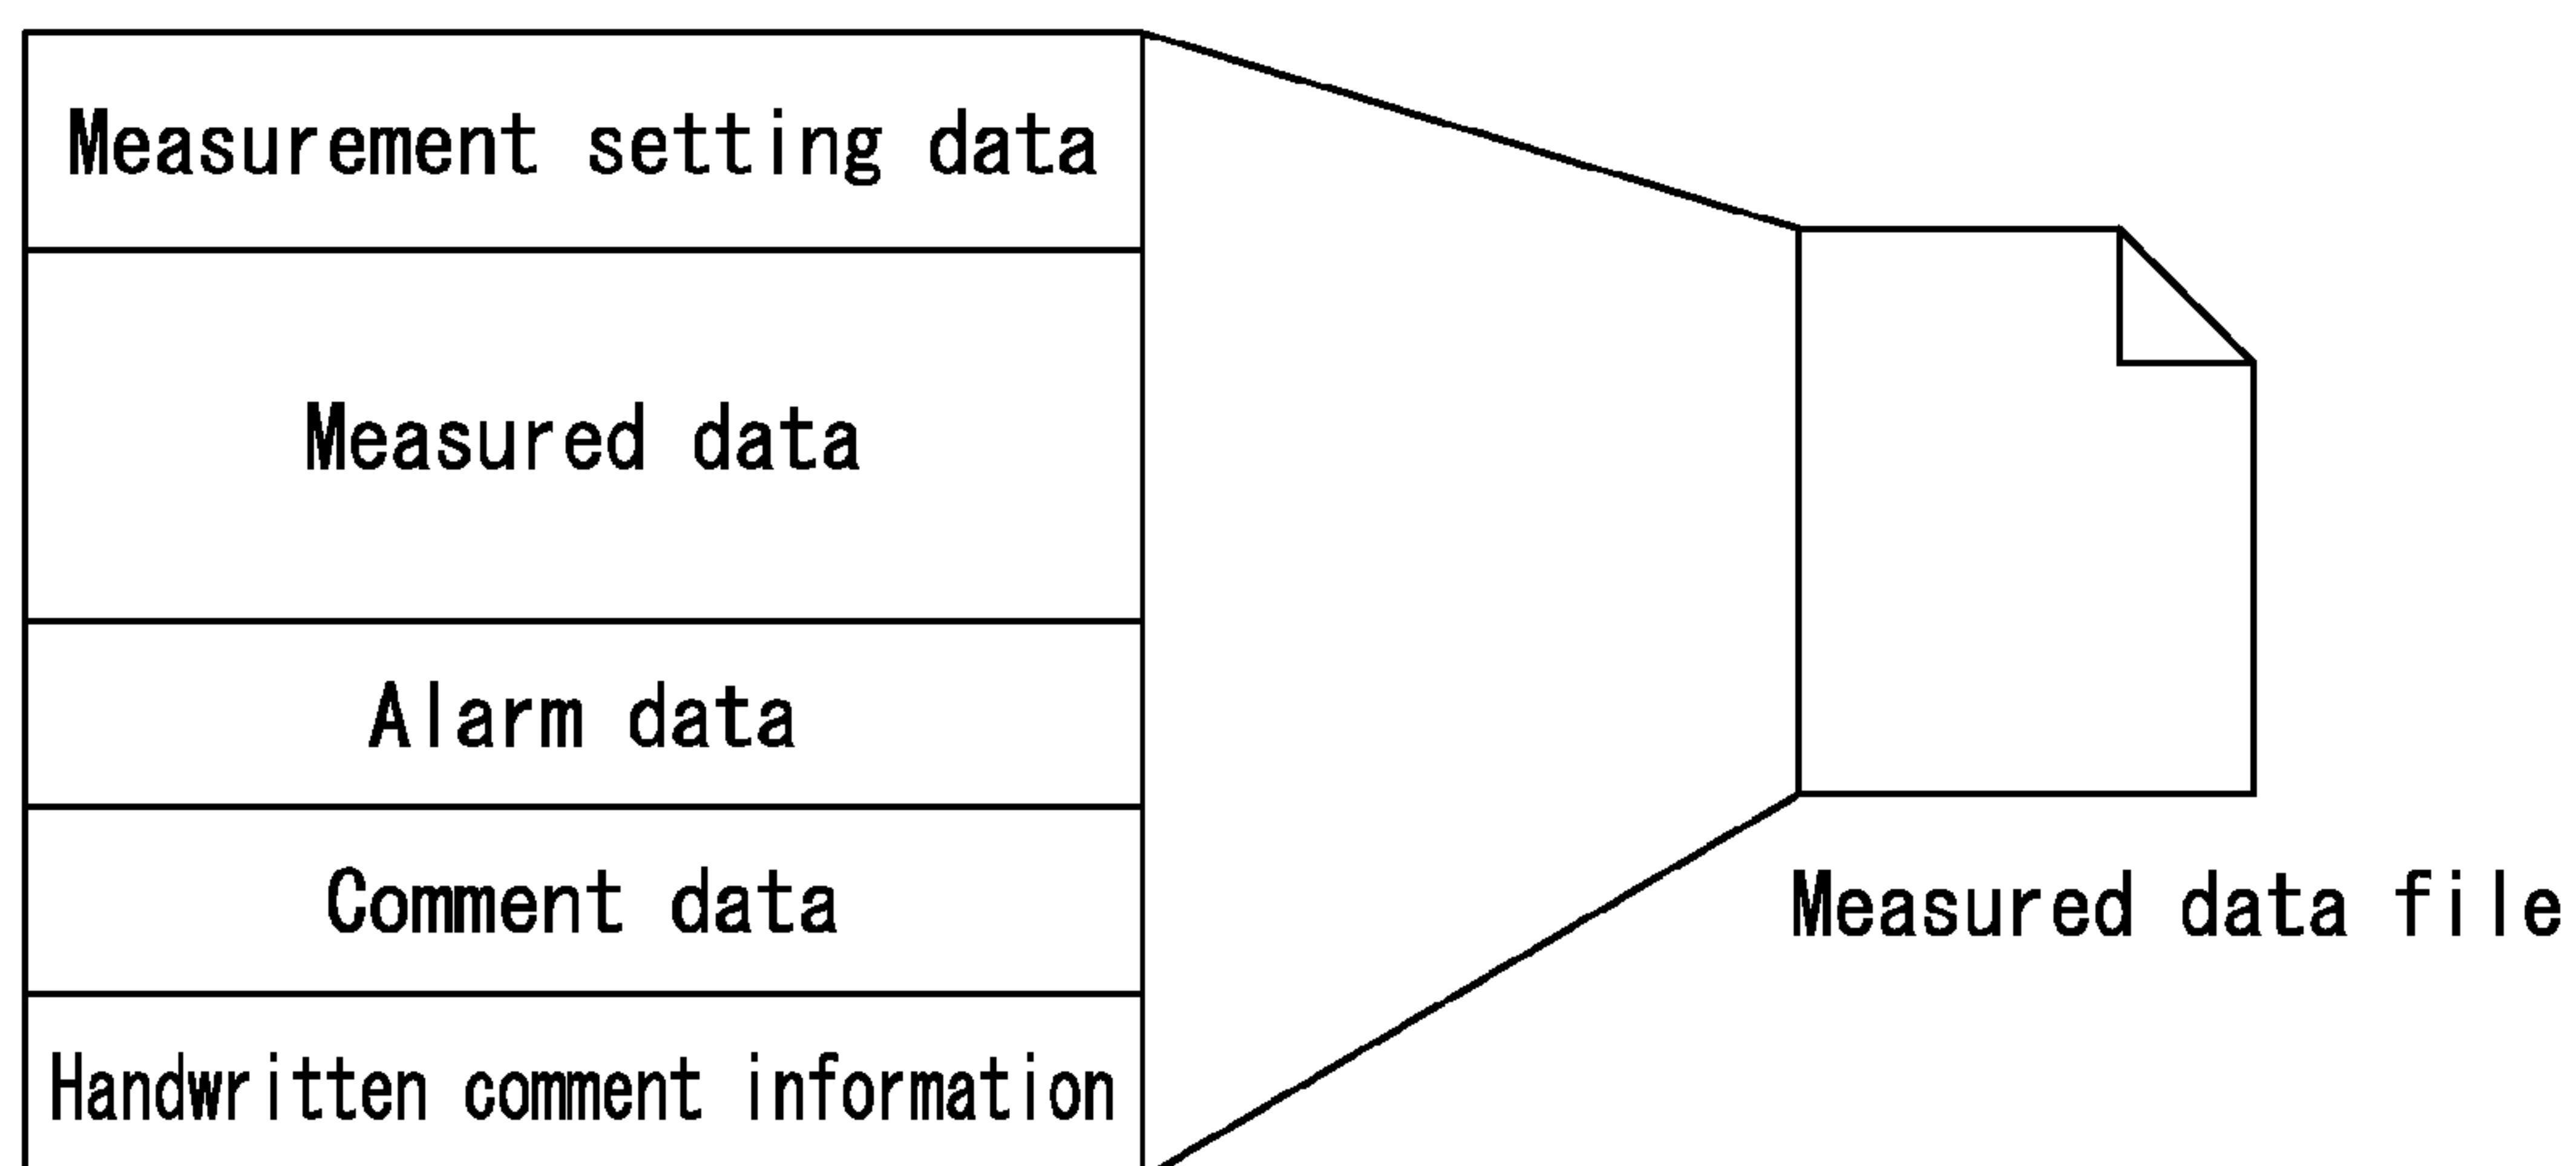 Measurement setting data
Measured data
Alarm data
Comment data
Handwritten comment information
Measured data file